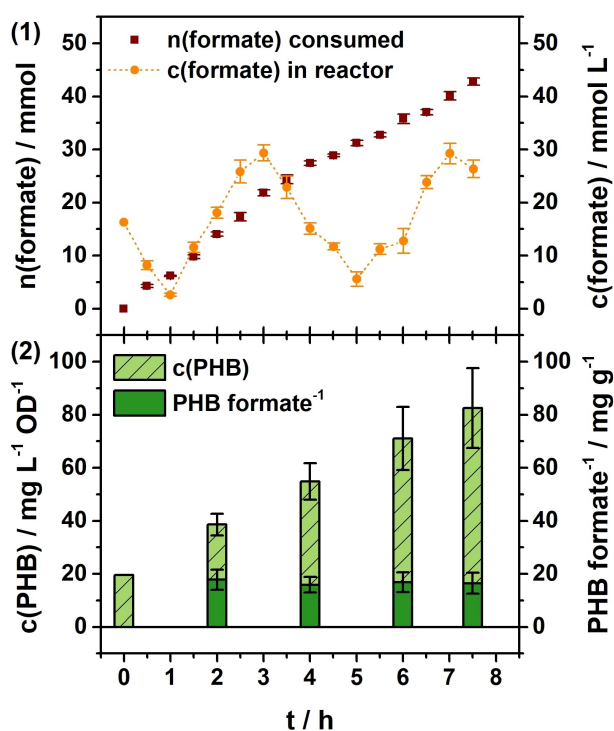 (1)
n(formate) consumed
c(formate) in reactor
50
40
30
20
10
0
n(formate) / mmol
50
40
30
20
10
0
c(formate) / mmol L⁻¹
(2)
c(PHB)
PHB formate⁻¹
100
80
60
40
20
0
c(PHB) / mg L⁻¹ OD⁻¹
100
80
60
40
20
0
PHB formate⁻¹ / mg g⁻¹
0 1 2 3 4 5 6 7 8
t / h